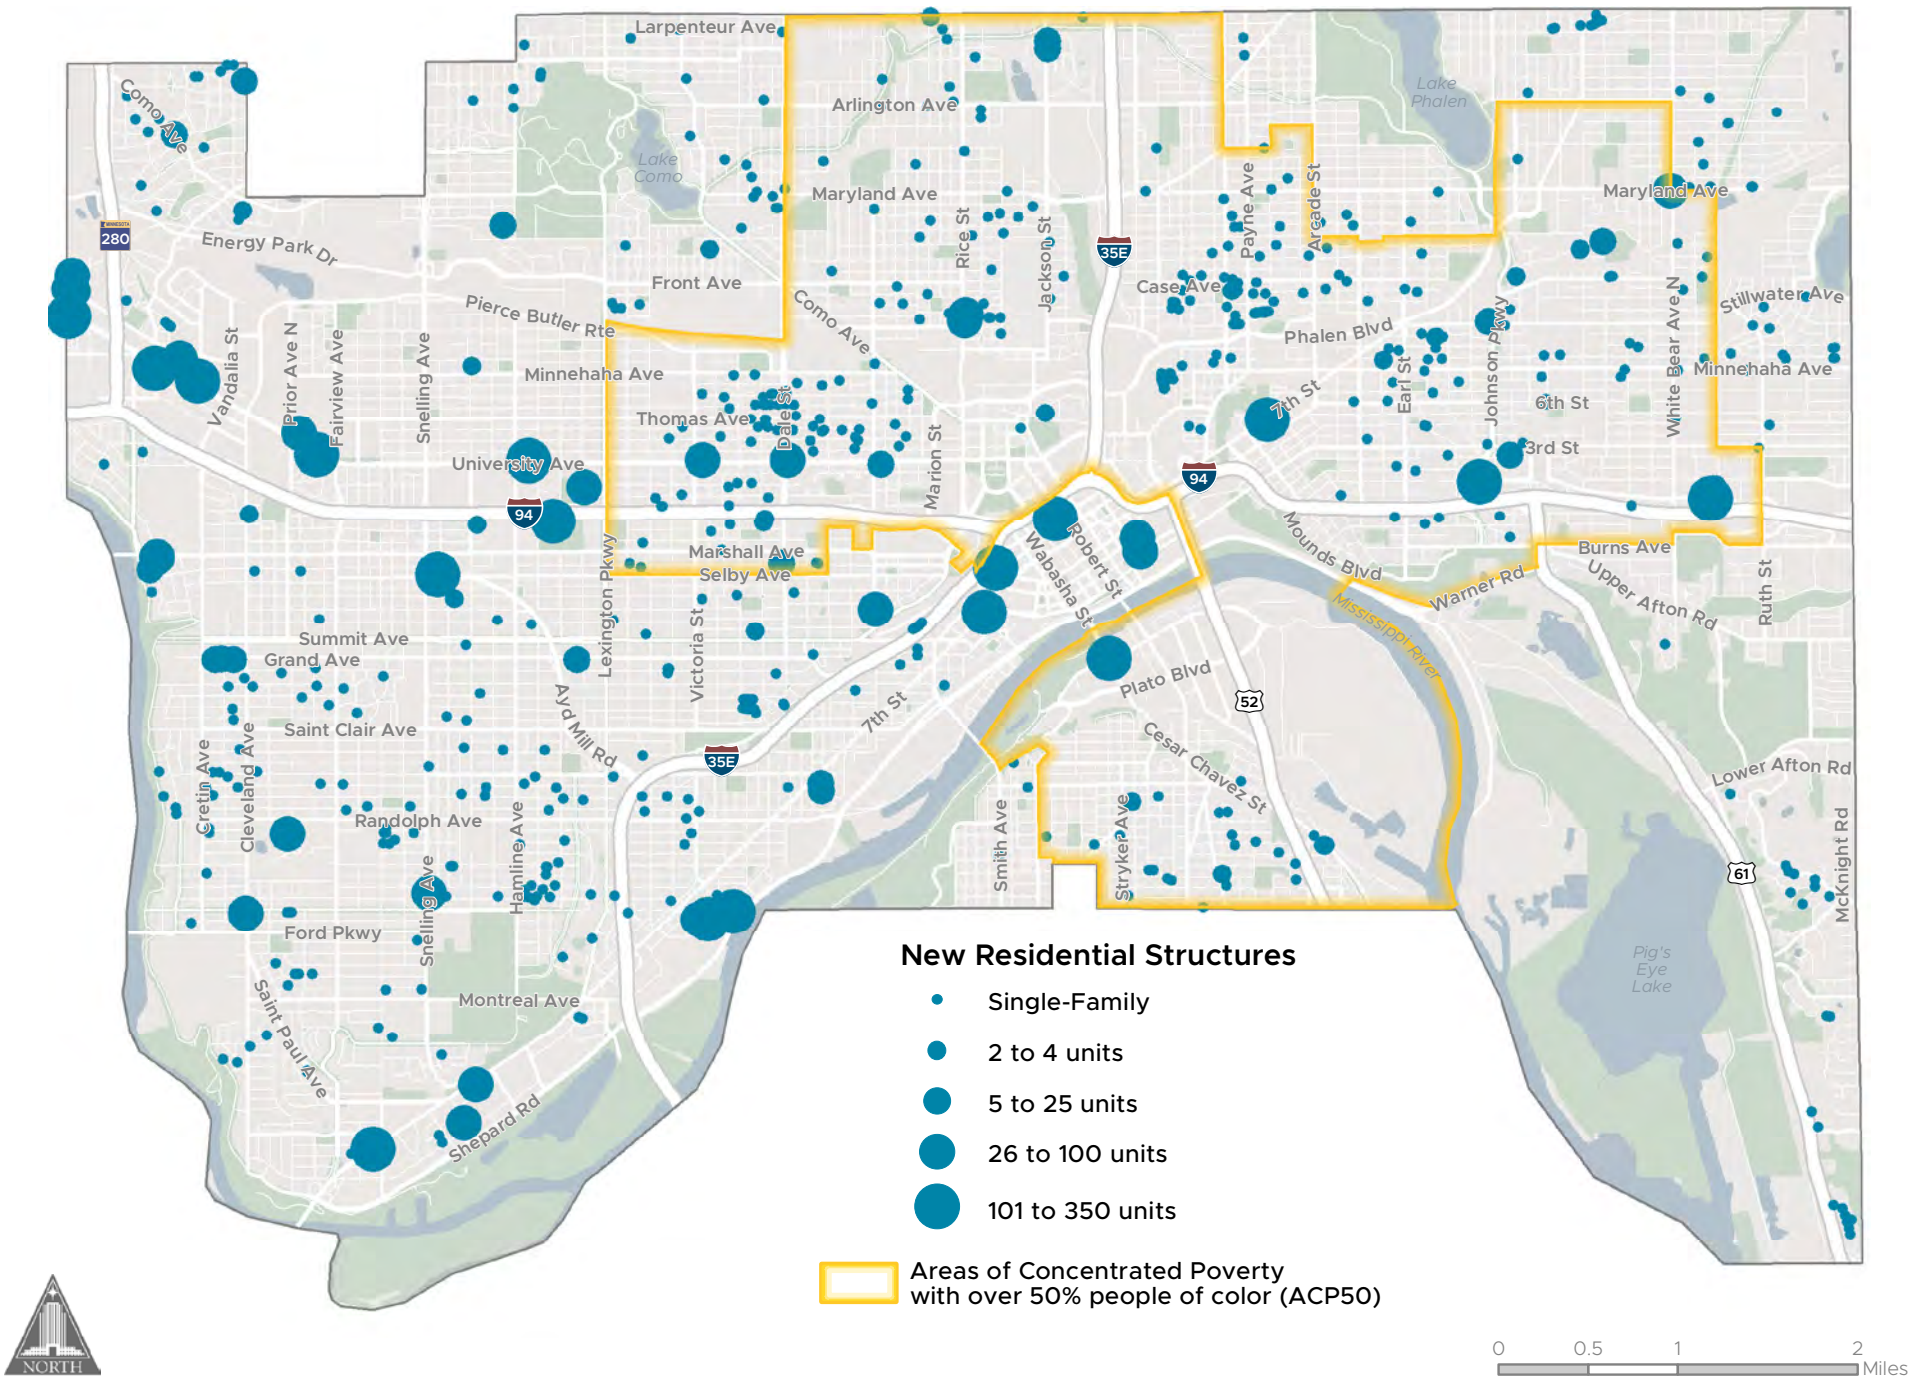 Larpenteur Ave
Como Ave
Arlington Ave
Lake
Phalen
Lake
Como
Maryland Ave
Maryland Ave
MINNESOTA
280
Energy Park Dr
Rice St
Jackson St
35E
Payne Ave
Arcade St
Front Ave
Case Ave
Pierce Butler Rte
Como Ave
Phalen Blvd
Stillwater Ave
Vandalia St
Prior Ave N
Fairview Ave
Snelling Ave
Minnehaha Ave
Minnehaha Ave
Dale St
Thomas Ave
Marion St
7th St
Earl St
Johnson Pkwy
6th St
White Bear Ave N
3rd St
University Ave
94
94
Marshall Ave
Selby Ave
Lexington Pkwy
Wabasha St
Robert St
Mounds Blvd
Burns Ave
Warner Rd
Upper Afton Rd
Ruth St
Mississippi River
Summit Ave
Grand Ave
Victoria St
Ayd Mill Rd
Saint Clair Ave
7th St
Plato Blvd
52
35E
Cesar Chavez St
Lower Afton Rd
Cretin Ave
Cleveland Ave
Randolph Ave
Hamline Ave
Snelling Ave
Smith Ave
Stryker Ave
61
McKnight Rd
Ford Pkwy
Saint Paul Ave
Montreal Ave
Shepard Rd
Pig's
Eye
Lake
New Residential Structures
Single-Family
2 to 4 units
5 to 25 units
26 to 100 units
101 to 350 units
Areas of Concentrated Poverty
with over 50% people of color (ACP50)
NORTH
0 0.5 1 2
Miles